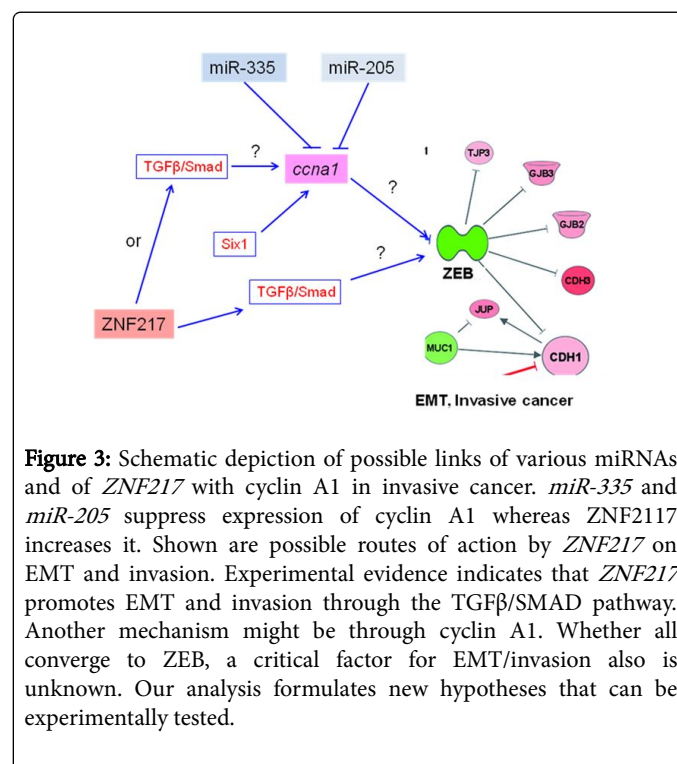 miR-335
miR-205
TGFβ/Smad
?
ccna1
ı
TJP3
GJB3
?
or
Six1
GJB2
?
ZEB
TGFβ/Smad
CDH3
ZNF217
JUP
MUC1
CDH1
EMT, Invasive cancer
Figure 3: Schematic depiction of possible links of various miRNAs
and of ZNF217 with cyclin A1 in invasive cancer. miR-335 and
miR-205 suppress expression of cyclin A1 whereas ZNF2117
increases it. Shown are possible routes of action by ZNF217 on
EMT and invasion. Experimental evidence indicates that ZNF217
promotes EMT and invasion through the TGFβ/SMAD pathway.
Another mechanism might be through cyclin A1. Whether all
converge to ZEB, a critical factor for EMT/invasion also is
unknown. Our analysis formulates new hypotheses that can be
experimentally tested.